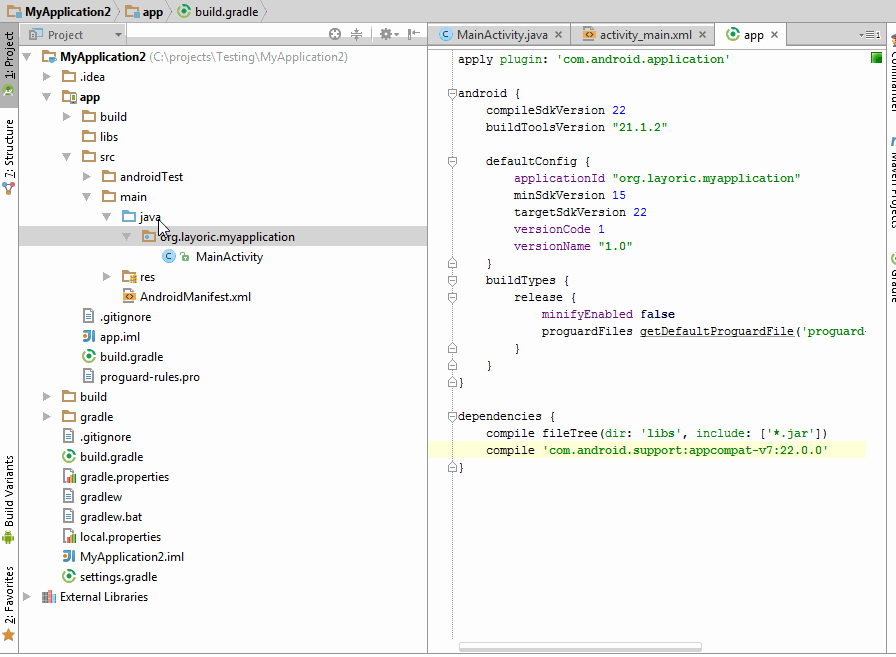 MyApplication2 app build.gradle
Project
MainActivity.java activity_main.xml app
1
1: Project
7: Structure
Build Variants
2: Favorites
MyApplication2 (C:\projects\Testing\MyApplication2)
.idea
app
build
libs
src
androidTest
main
java
org.layoric.myapplication
C MainActivity
res
AndroidManifest.xml
.gitignore
app.iml
build.gradle
proguard-rules.pro
build
gradle
.gitignore
build.gradle
gradle.properties
gradlew
gradlew.bat
local.properties
MyApplication2.iml
settings.gradle
External Libraries
apply plugin: 'com.android.application'
android {
compileSdkVersion 22
buildToolsVersion "21.1.2"
defaultConfig {
applicationId "org.layoric.myapplication"
minSdkVersion 15
targetSdkVersion 22
versionCode 1
versionName "1.0"
}
buildTypes {
release {
minifyEnabled false
proguardFiles getDefaultProguardFile('proguard-
}
}
}
dependencies {
compile fileTree(dir: 'libs', include: ['*.jar'])
compile 'com.android.support:appcompat-v7:22.0.0'
}
Commander
Maven Projects
Gradle